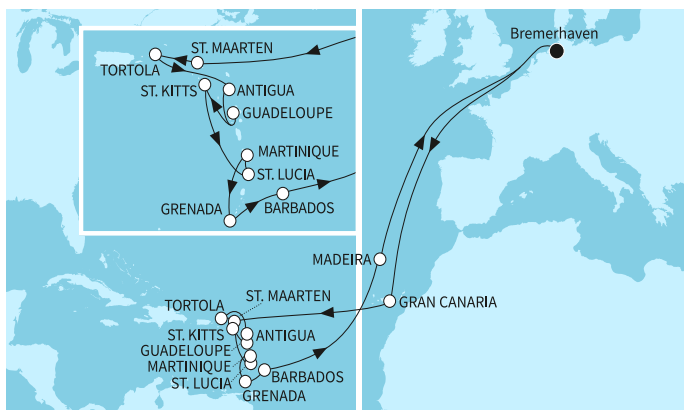 Bremerhaven
ST. MAARTEN
TORTOLA
ST. KITTS
ANTIGUA
GUADELOUPE
MARTINIQUE
ST. LUCIA
GRENADA
BARBADOS
MADEIRA
GRAN CANARIA
TORTOLA
ST. MAARTEN
ST. KITTS
ANTIGUA
GUADELOUPE
MARTINIQUE
ST. LUCIA
BARBADOS
GRENADA